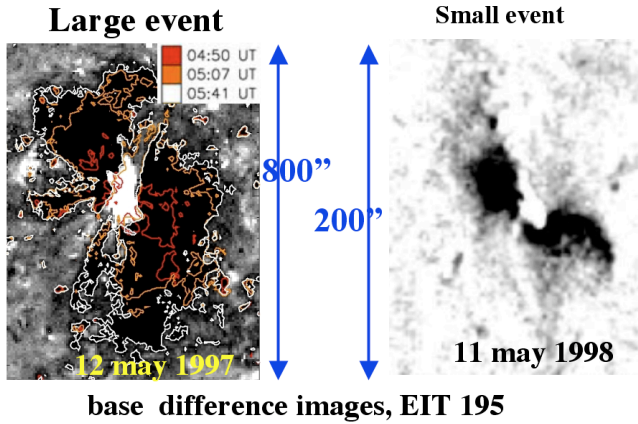 Large event
Small event
04:50 UT
05:07 UT
05:41 UT
800”
200”
12 may 1997
11 may 1998
base difference images, EIT 195